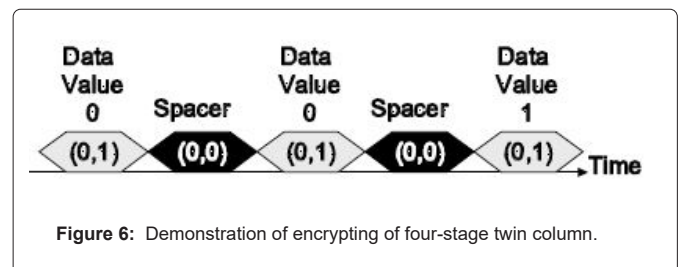 Data Value 0
Spacer
Data Value 0
Spacer
Data Value 1
(0,1) (0,0) (0,1) (0,0) (0,1)
Time
Figure 6: Demonstration of encrypting of four-stage twin column.